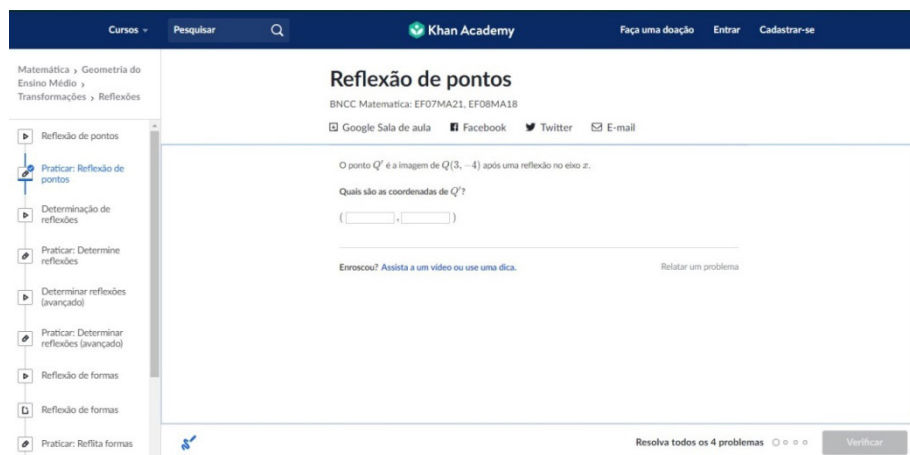 Cursos
Pesquisar
Khan Academy
Faça uma doação
Entrar
Cadastrar-se
Matemática > Geometria do
Ensino Médio >
Transformações > Reflexões
Reflexão de pontos
Praticar: Reflexão de
pontos
Determinação de
reflexões
Praticar: Determine
reflexões
Determinar reflexões
(avançado)
Praticar: Determinar
reflexões (avançado)
Reflexão de formas
Reflexão de formas
Praticar: Reflita formas
Reflexão de pontos
BNCC Matematica: EF07MA21, EF08MA18
Google Sala de aula
Facebook
Twitter
E-mail
O ponto Q′ é a imagem de Q(3, −4) após uma reflexão no eixo x.
Quais são as coordenadas de Q′?
( , )
Enroscou? Assista a um vídeo ou use uma dica.
Relatar um problema
Resolva todos os 4 problemas
Verificar